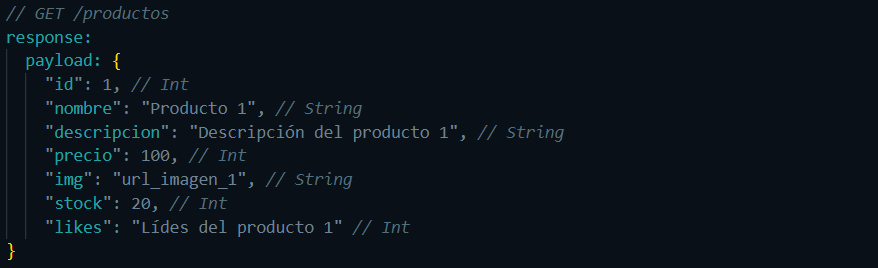 // GET /productos
response:
payload: {
"id": 1, // Int
"nombre": "Producto 1", // String
"descripcion": "Descripción del producto 1", // String
"precio": 100, // Int
"img": "url_imagen_1", // String
"stock": 20, // Int
"likes": "Lídes del producto 1" // Int
}